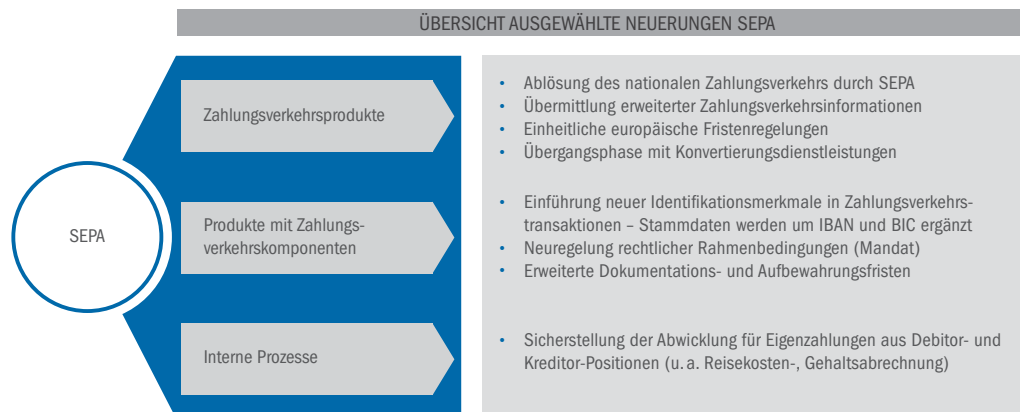 ÜBERSICHT AUSGEWÄHLTE NEUERUNGEN SEPA
SEPA
Zahlungsverkehrsprodukte
• Ablösung des nationalen Zahlungsverkehrs durch SEPA
• Übermittlung erweiterter Zahlungsverkehrsinformationen
• Einheitliche europäische Fristenregelungen
• Übergangsphase mit Konvertierungsdienstleistungen
Produkte mit Zahlungs-
verkehrskomponenten
• Einführung neuer Identifikationsmerkmale in Zahlungsverkehrs-
transaktionen – Stammdaten werden um IBAN und BIC ergänzt
• Neuregelung rechtlicher Rahmenbedingungen (Mandat)
• Erweiterte Dokumentations- und Aufbewahrungsfristen
Interne Prozesse
• Sicherstellung der Abwicklung für Eigenzahlungen aus Debitor- und
Kreditor-Positionen (u. a. Reisekosten-, Gehaltsabrechnung)